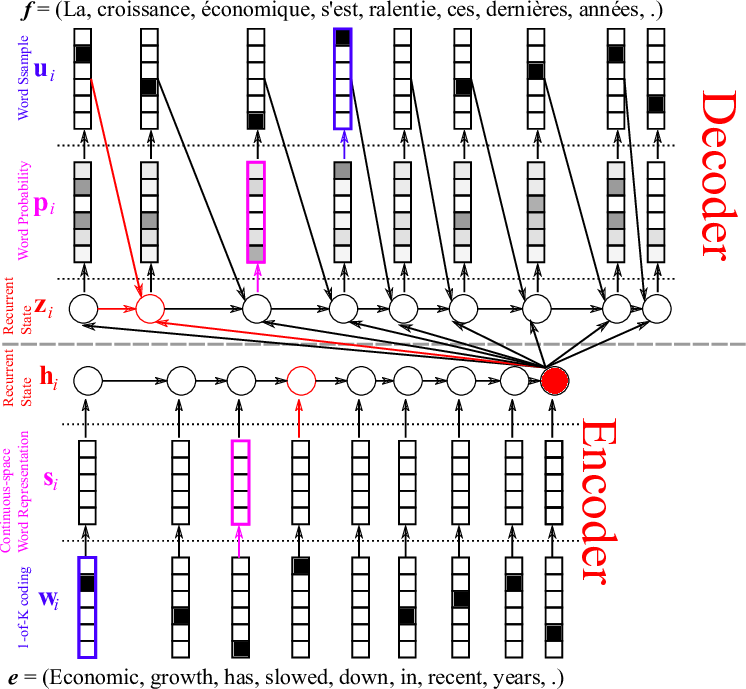 f = (La, croissance, économique, s'est, ralentie, ces, dernières, années, .)
Word Ssample
u_i
Word Probability
p_i
Recurrent
State
z_i
Decoder
Recurrent
State
h_i
Continuous-space
Word Representation
s_i
1-of-K coding
w_i
Encoder
e = (Economic, growth, has, slowed, down, in, recent, years, .)